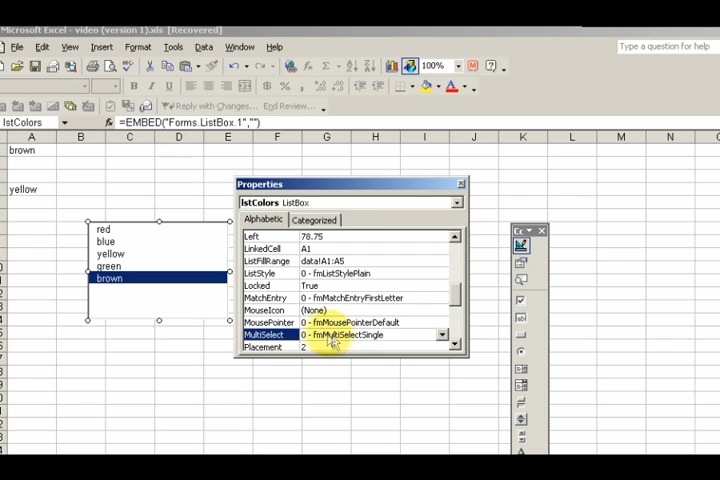 Microsoft Excel - video (version 1).xls [Recovered]
File Edit View Insert Format Tools Data Window Help
Type a question for help
100%
Reply with Changes... End Review...
lstColors
fx =EMBED("Forms.ListBox.1","")
A B C D E F G H I J K L M N
brown
yellow
red
blue
yellow
green
brown
Properties
lstColors ListBox
Alphabetic Categorized
Left 78.75
LinkedCell A1
ListFillRange data!A1:A5
ListStyle 0 - fmListStylePlain
Locked True
MatchEntry 0 - fmMatchEntryFirstLetter
MouseIcon (None)
MousePointer 0 - fmMousePointerDefault
MultiSelect 0 - fmMultiSelectSingle
Placement 2